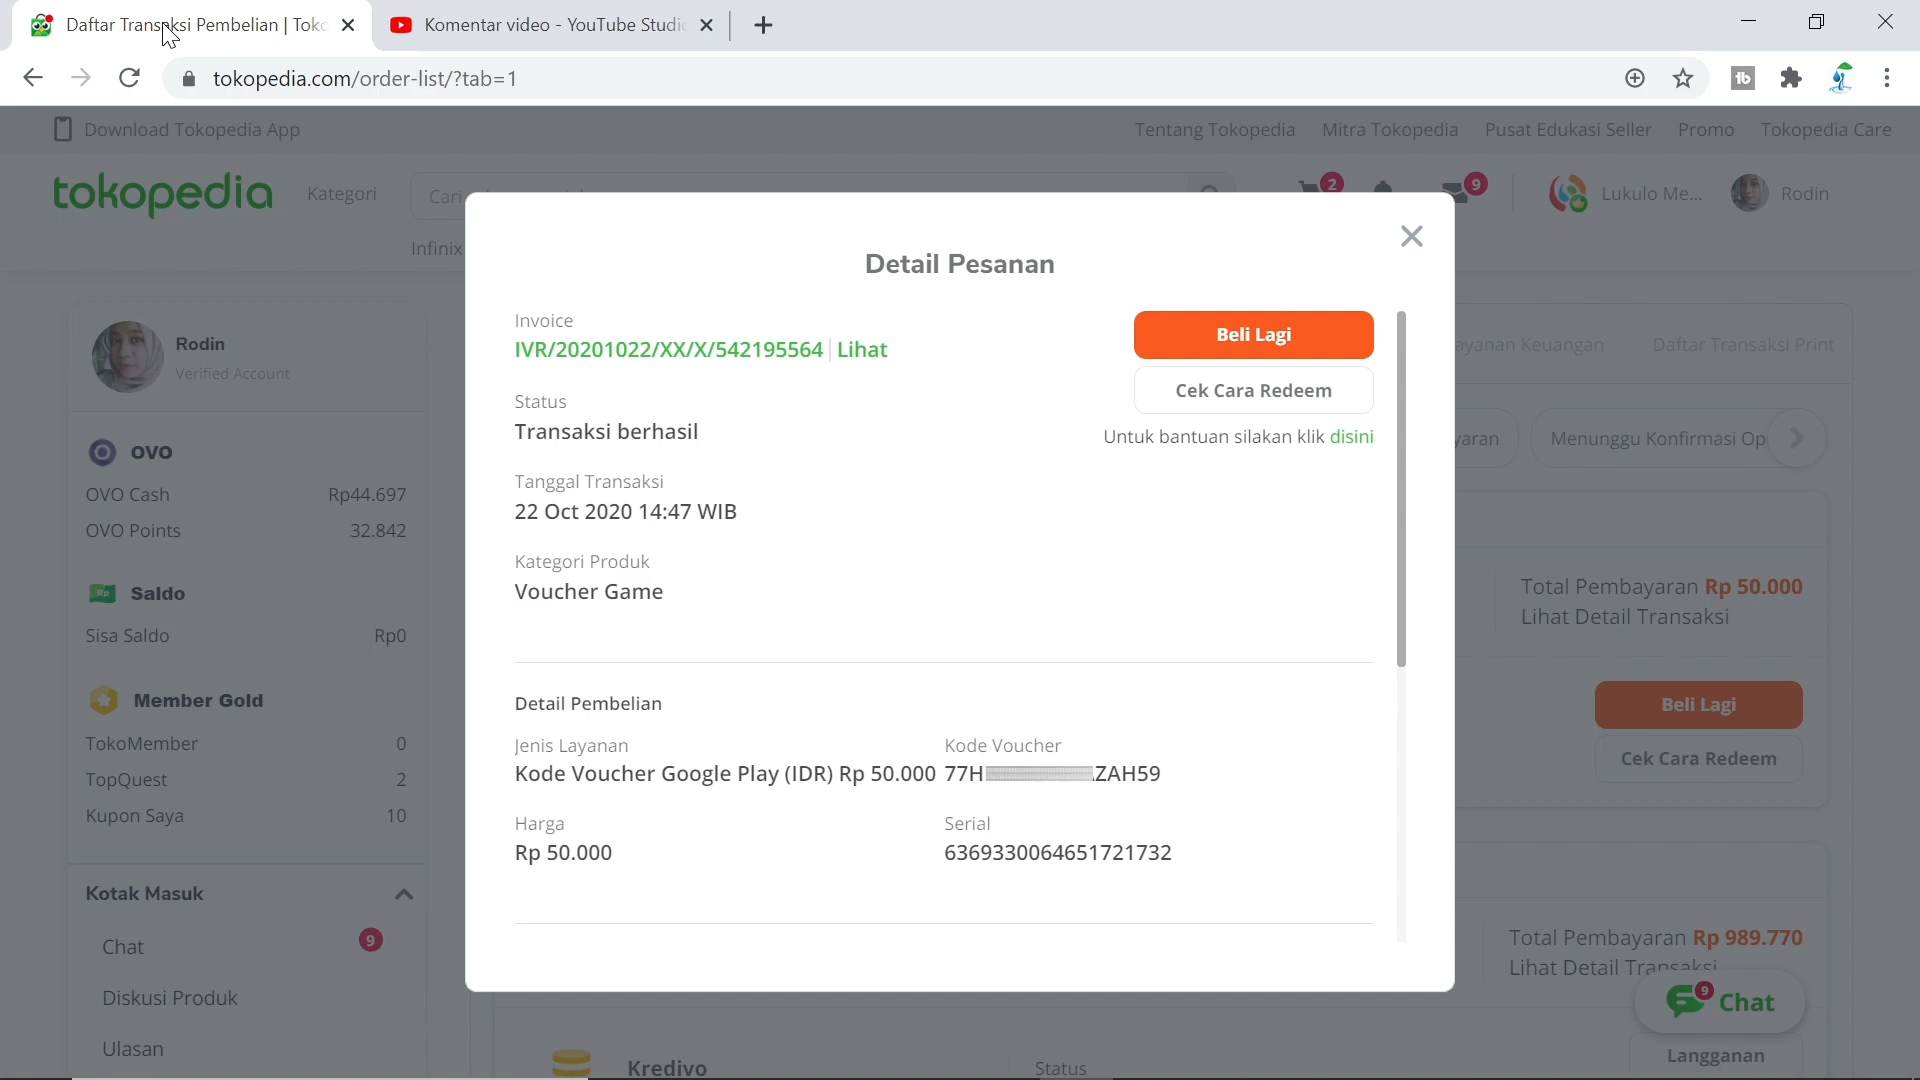 Daftar Transaksi Pembelian | Toko
Komentar video - YouTube Studio
tokopedia.com/order-list/?tab=1
Download Tokopedia App
Tentang Tokopedia
Mitra Tokopedia
Pusat Edukasi Seller
Promo
Tokopedia Care
tokopedia
Kategori
Cari
2
9
Lukulo Me...
Rodin
Infinix
Rodin
Verified Account
OVO
OVO Cash Rp44.697
OVO Points 32.842
Saldo
Sisa Saldo Rp0
Member Gold
TokoMember 0
TopQuest 2
Kupon Saya 10
Kotak Masuk
Chat 9
Diskusi Produk
Ulasan
Detail Pesanan
Invoice
IVR/20201022/XX/X/542195564 Lihat
Beli Lagi
Cek Cara Redeem
Untuk bantuan silakan klik disini
Status
Transaksi berhasil
Tanggal Transaksi
22 Oct 2020 14:47 WIB
Kategori Produk
Voucher Game
Detail Pembelian
Jenis Layanan
Kode Voucher Google Play (IDR) Rp 50.000
Kode Voucher
77H ZAH59
Harga
Rp 50.000
Serial
6369330064651721732
ayanan Keuangan
Daftar Transaksi Print
yaran
Menunggu Konfirmasi Op
Total Pembayaran Rp 50.000
Lihat Detail Transaksi
Beli Lagi
Cek Cara Redeem
Total Pembayaran Rp 989.770
Lihat Detail Transaksi
9 Chat
Langganan
Kredivo
Status